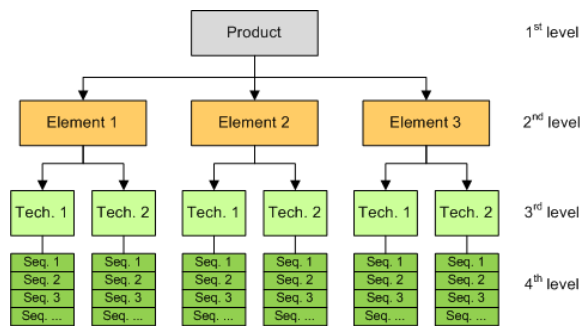 Product 1st level
Element 1 Element 2 Element 3 2nd level
Tech. 1 Tech. 2 Tech. 1 Tech. 2 Tech. 1 Tech. 2 3rd level
Seq. 1 Seq. 1 Seq. 1 Seq. 1 Seq. 1 Seq. 1
Seq. 2 Seq. 2 Seq. 2 Seq. 2 Seq. 2 Seq. 2
4th level
Seq. 3 Seq. 3 Seq. 3 Seq. 3 Seq. 3 Seq. 3
Seq. ... Seq. ... Seq. ... Seq. ... Seq. ... Seq. ...